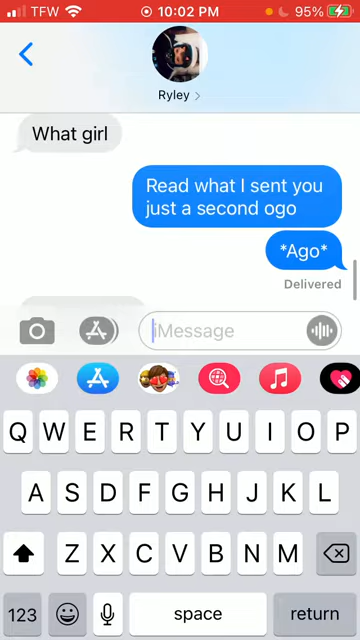 TFW 10:02 PM 95%
Ryley
What girl
Read what I sent you
just a second ogo
*Ago*
Delivered
iMessage
Q W E R T Y U I O P
A S D F G H J K L
Z X C V B N M
123 space return